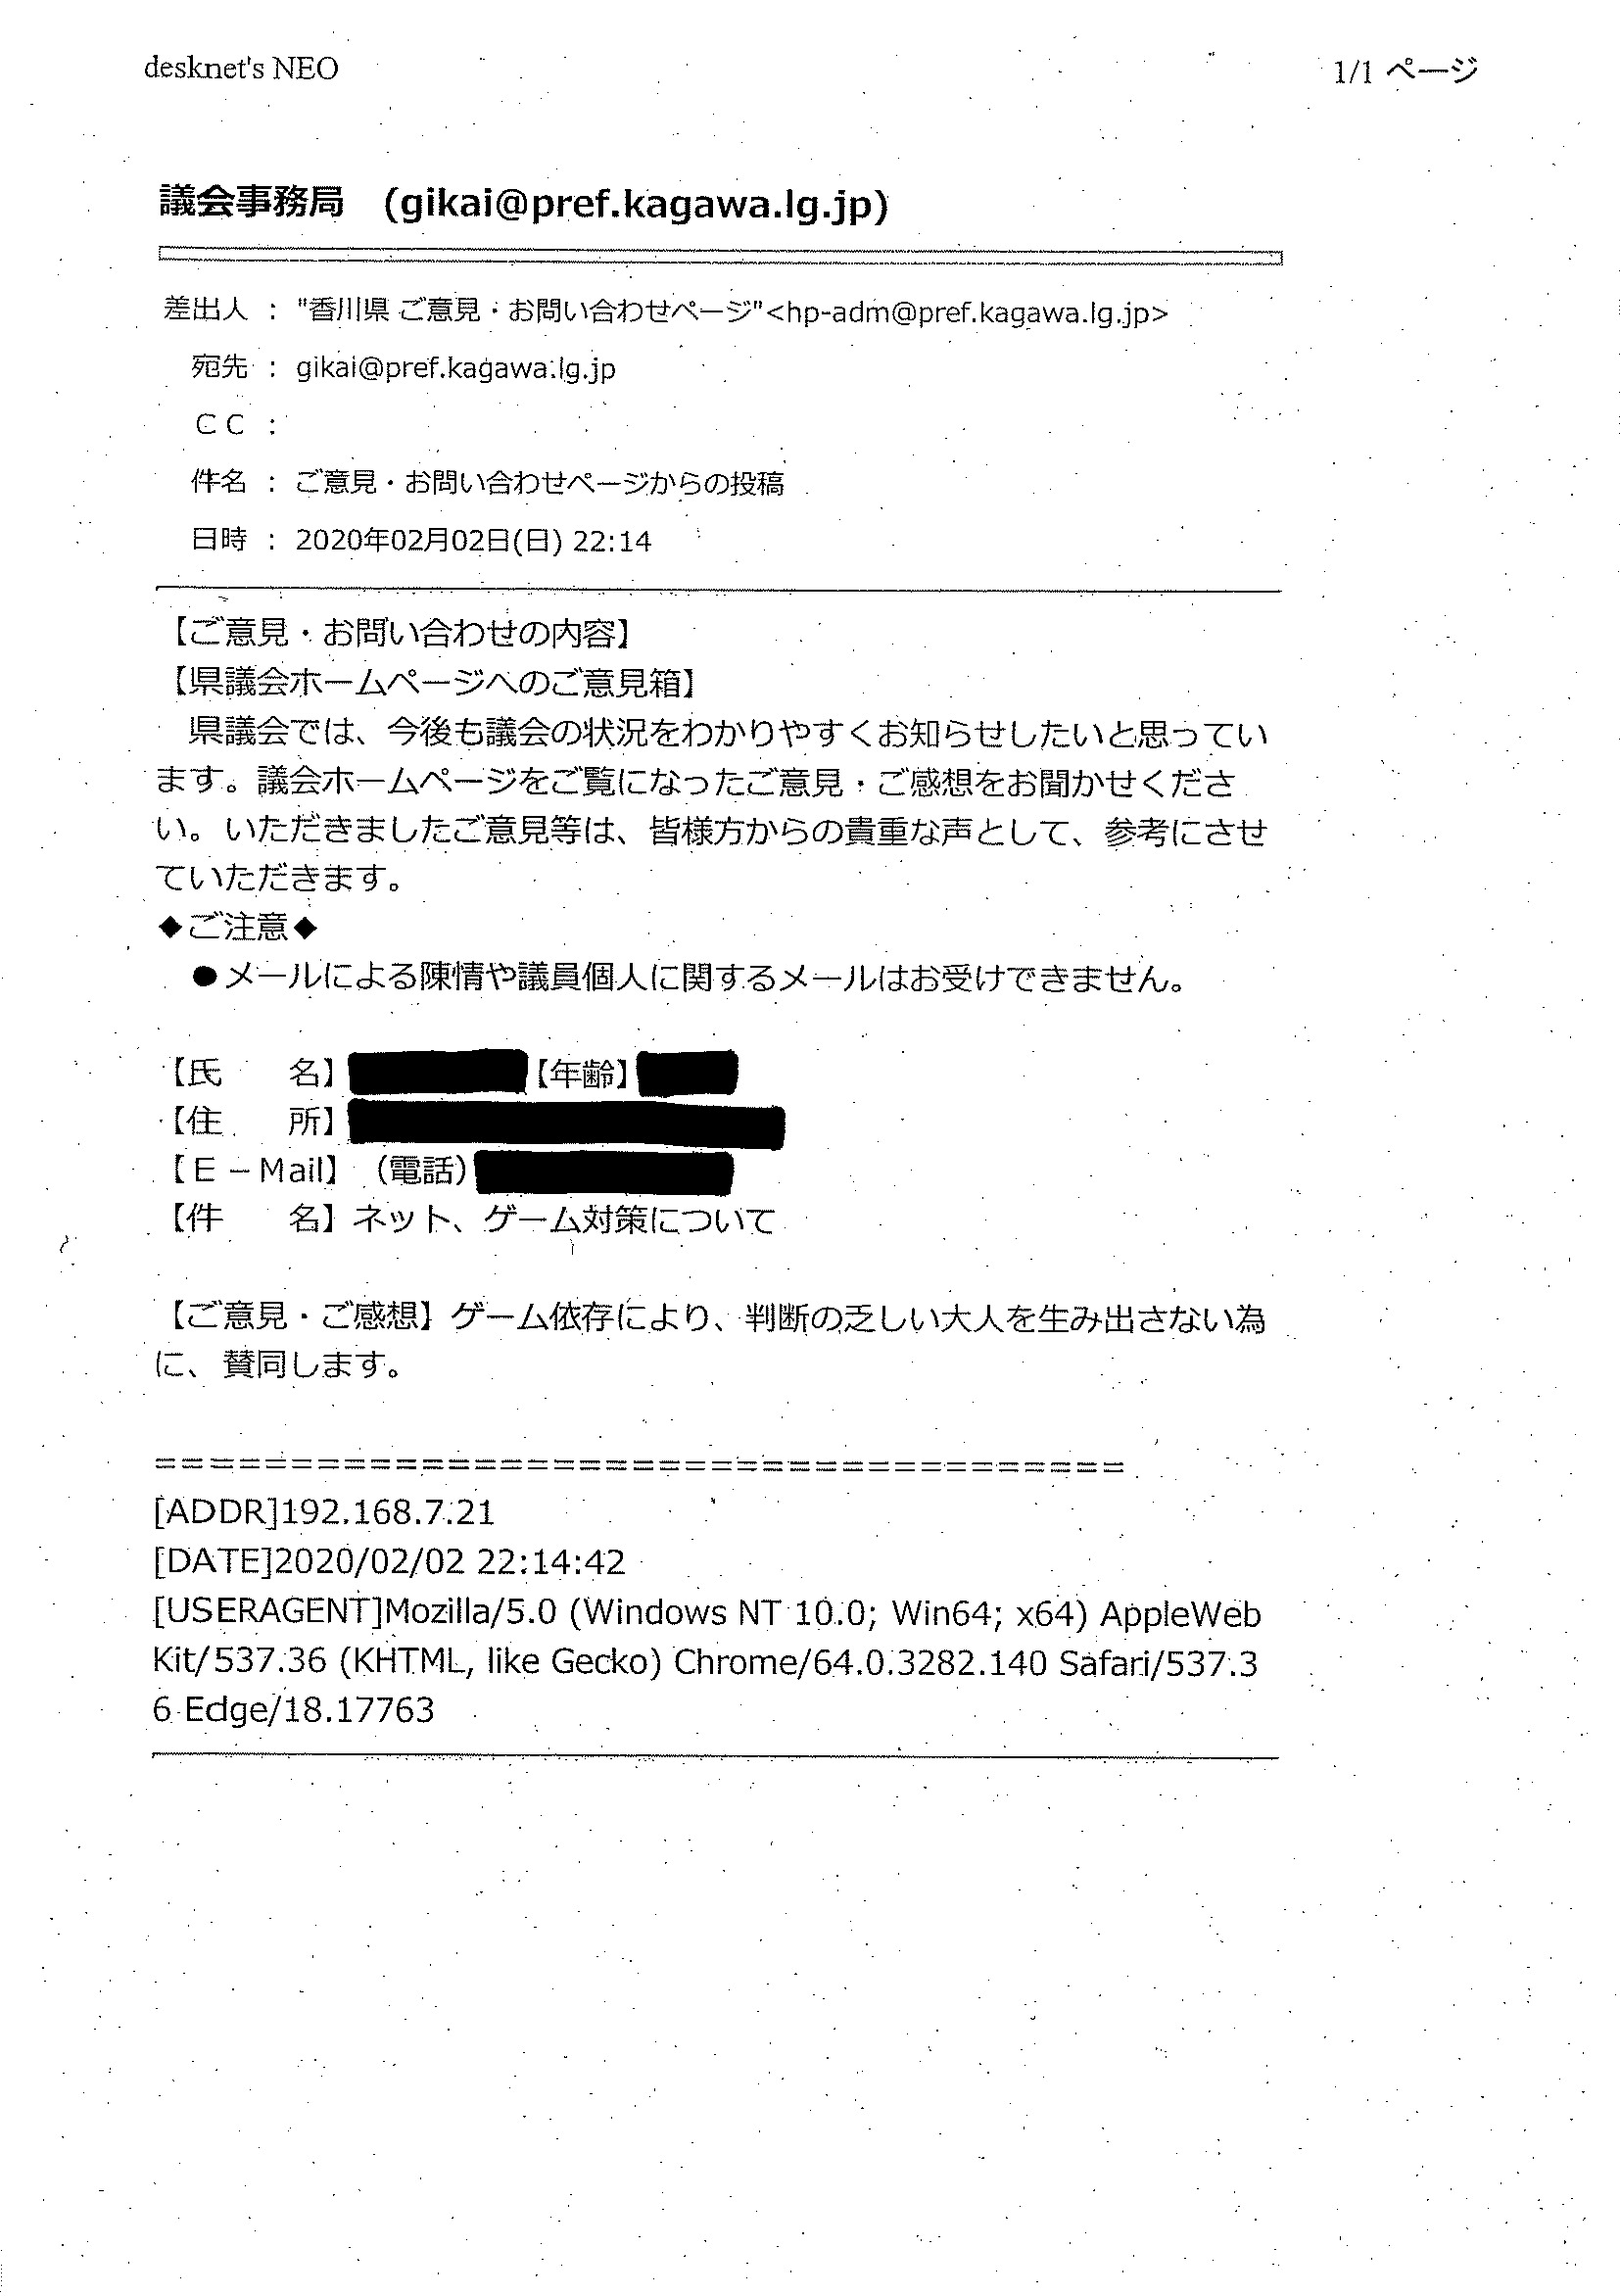 desknet's NEO
1/1 ページ
議会事務局 (gikai@pref.kagawa.lg.jp)
差出人 : "香川県 ご意見・お問い合わせページ"<hp-adm@pref.kagawa.lg.jp>
宛先 : gikai@pref.kagawa.lg.jp
ＣＣ :
件名 : ご意見・お問い合わせページからの投稿
日時 : 2020年02月02日(日) 22:14
【ご意見・お問い合わせの内容】
【県議会ホームページへのご意見箱】
　県議会では、今後も議会の状況をわかりやすくお知らせしたいと思ってい
ます。議会ホームページをご覧になったご意見・ご感想をお聞かせくださ
い。いただきましたご意見等は、皆様方からの貴重な声として、参考にさせ
ていただきます。
◆ご注意◆
　●メールによる陳情や議員個人に関するメールはお受けできません。
【氏　　名】【年齢】
【住　　所】
【Ｅ－Mail】（電話）
【件　　名】ネット、ゲーム対策について
【ご意見・ご感想】ゲーム依存により、判断の乏しい大人を生み出さない為
に、賛同します。
=====================================
[ADDR]192.168.7.21
[DATE]2020/02/02 22:14:42
[USERAGENT]Mozilla/5.0 (Windows NT 10.0; Win64; x64) AppleWeb
Kit/537.36 (KHTML, like Gecko) Chrome/64.0.3282.140 Safari/537.3
6 Edge/18.17763